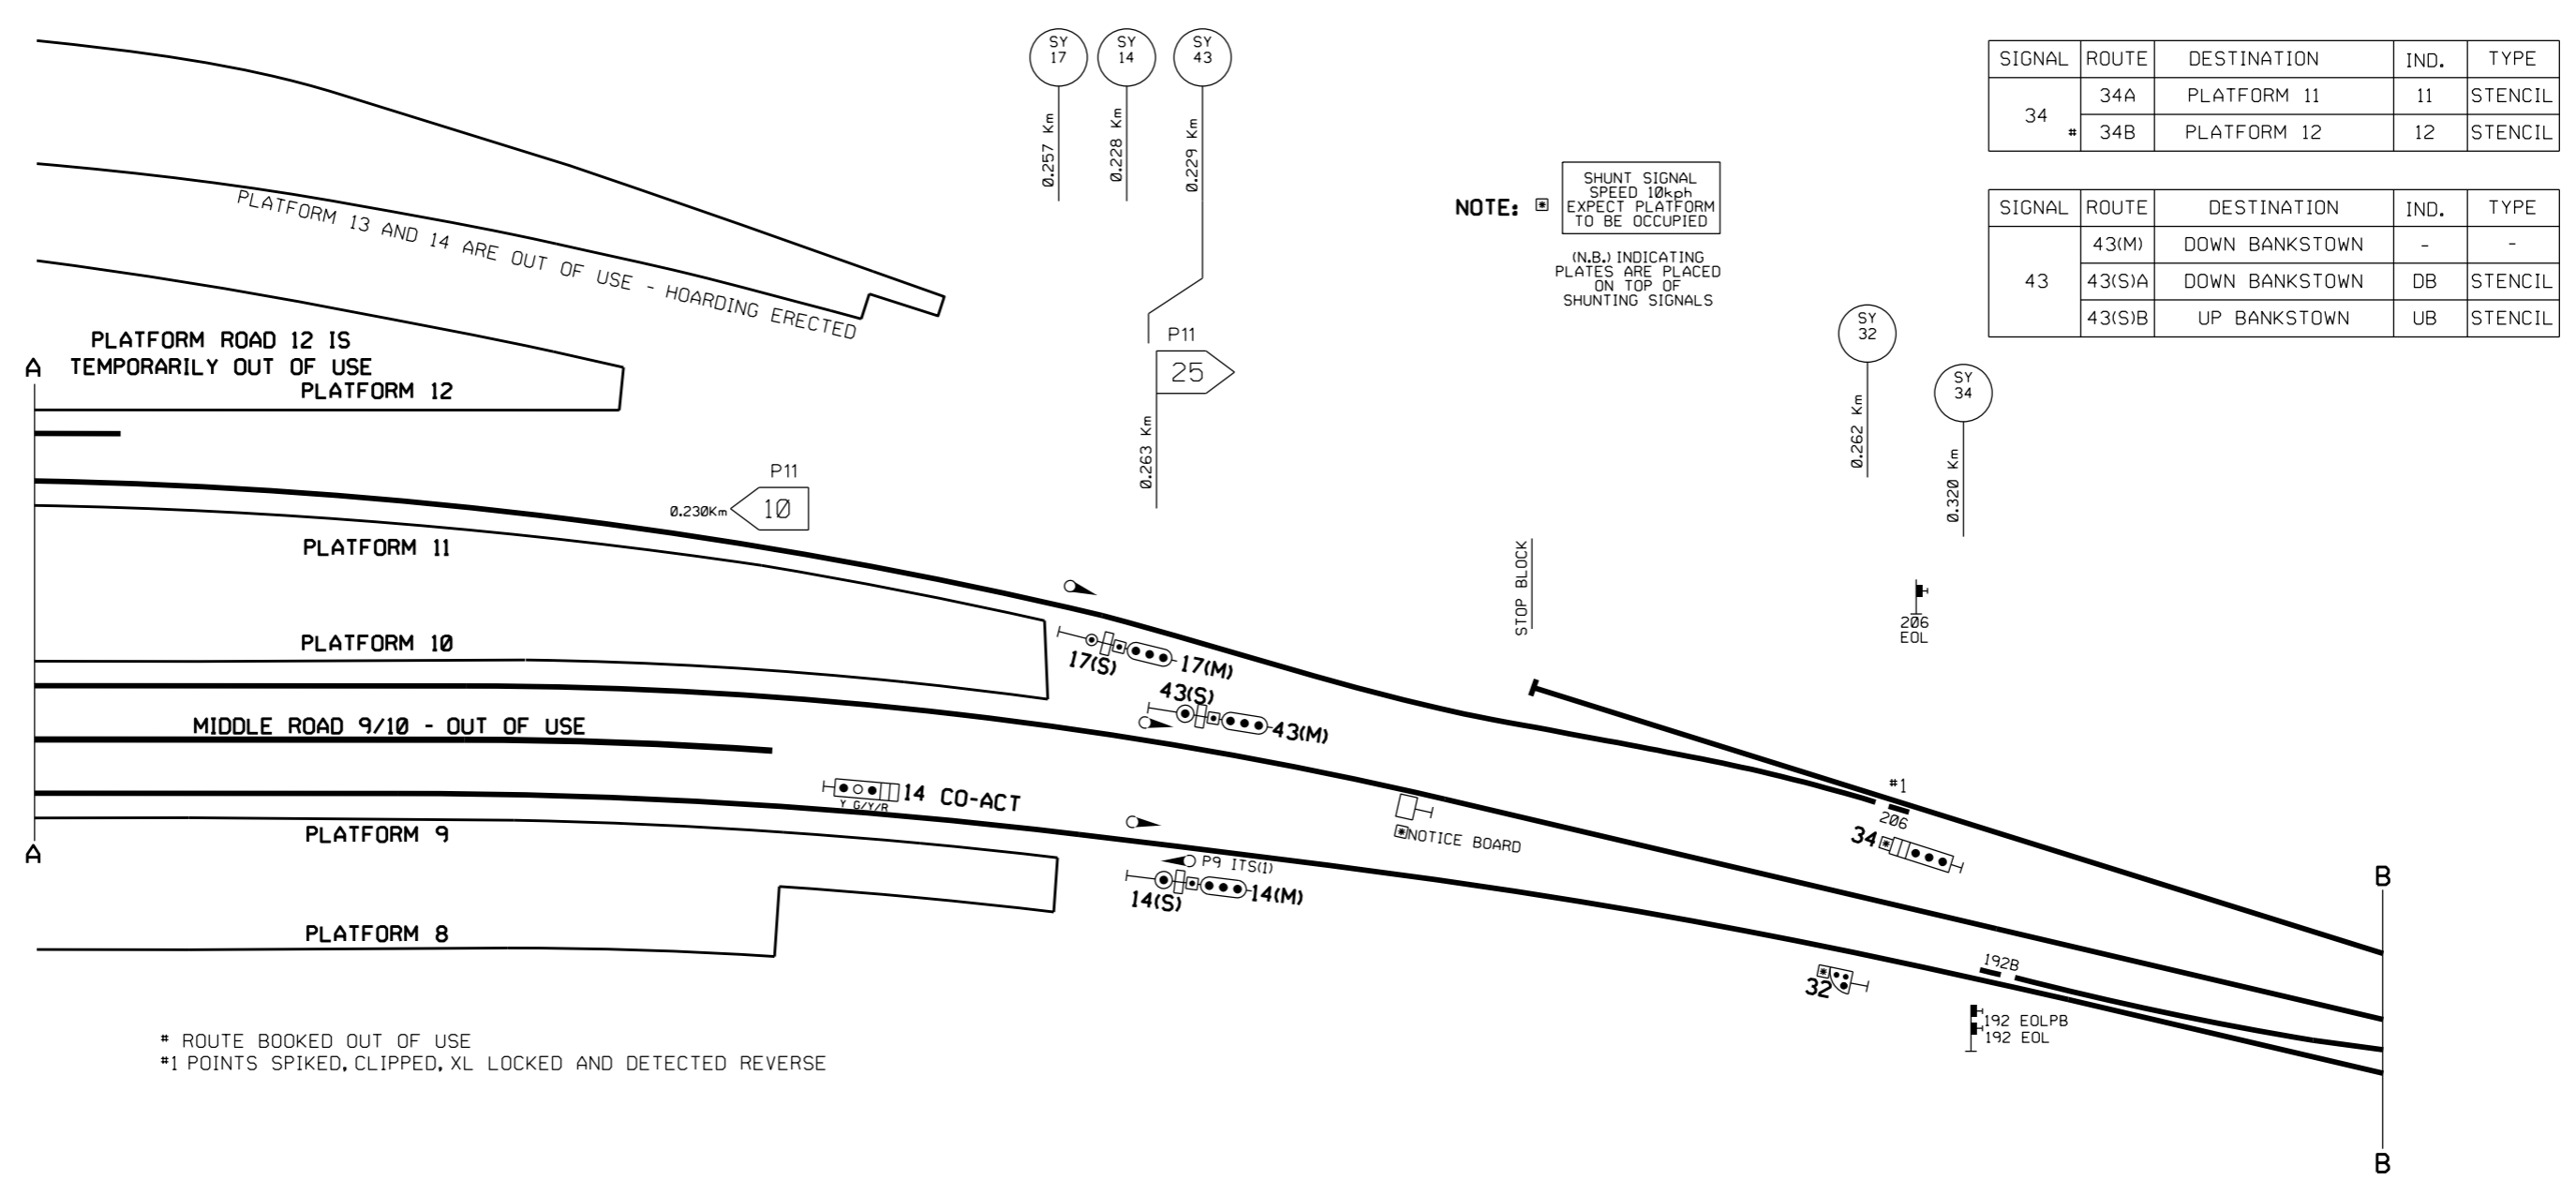 SY
17
SY
14
SY
43
0.257 Km
0.228 Km
0.229 Km
SIGNAL ROUTE DESTINATION IND. TYPE
34 # 34A PLATFORM 11 11 STENCIL
34B PLATFORM 12 12 STENCIL
SIGNAL ROUTE DESTINATION IND. TYPE
43 43(M) DOWN BANKSTOWN - -
43(S)A DOWN BANKSTOWN DB STENCIL
43(S)B UP BANKSTOWN UB STENCIL
NOTE: *
SHUNT SIGNAL
SPEED 10kph
EXPECT PLATFORM
TO BE OCCUPIED
(N.B.) INDICATING
PLATES ARE PLACED
ON TOP OF
SHUNTING SIGNALS
PLATFORM 13 AND 14 ARE OUT OF USE - HOARDING ERECTED
PLATFORM ROAD 12 IS
TEMPORARILY OUT OF USE
A
PLATFORM 12
P11
25
0.263 Km
SY
32
0.262 Km
SY
34
0.320 Km
P11
10
0.230Km
PLATFORM 11
STOP BLOCK
206
EOL
PLATFORM 10
17(S)
17(M)
43(S)
43(M)
MIDDLE ROAD 9/10 - OUT OF USE
14 CO-ACT
Y G/Y/R
#1
206
34 *
*NOTICE BOARD
PLATFORM 9
A
P9 ITS(1)
14(S)
14(M)
B
PLATFORM 8
192B
*
32
192 EOLPB
192 EOL
# ROUTE BOOKED OUT OF USE
#1 POINTS SPIKED, CLIPPED, XL LOCKED AND DETECTED REVERSE
B